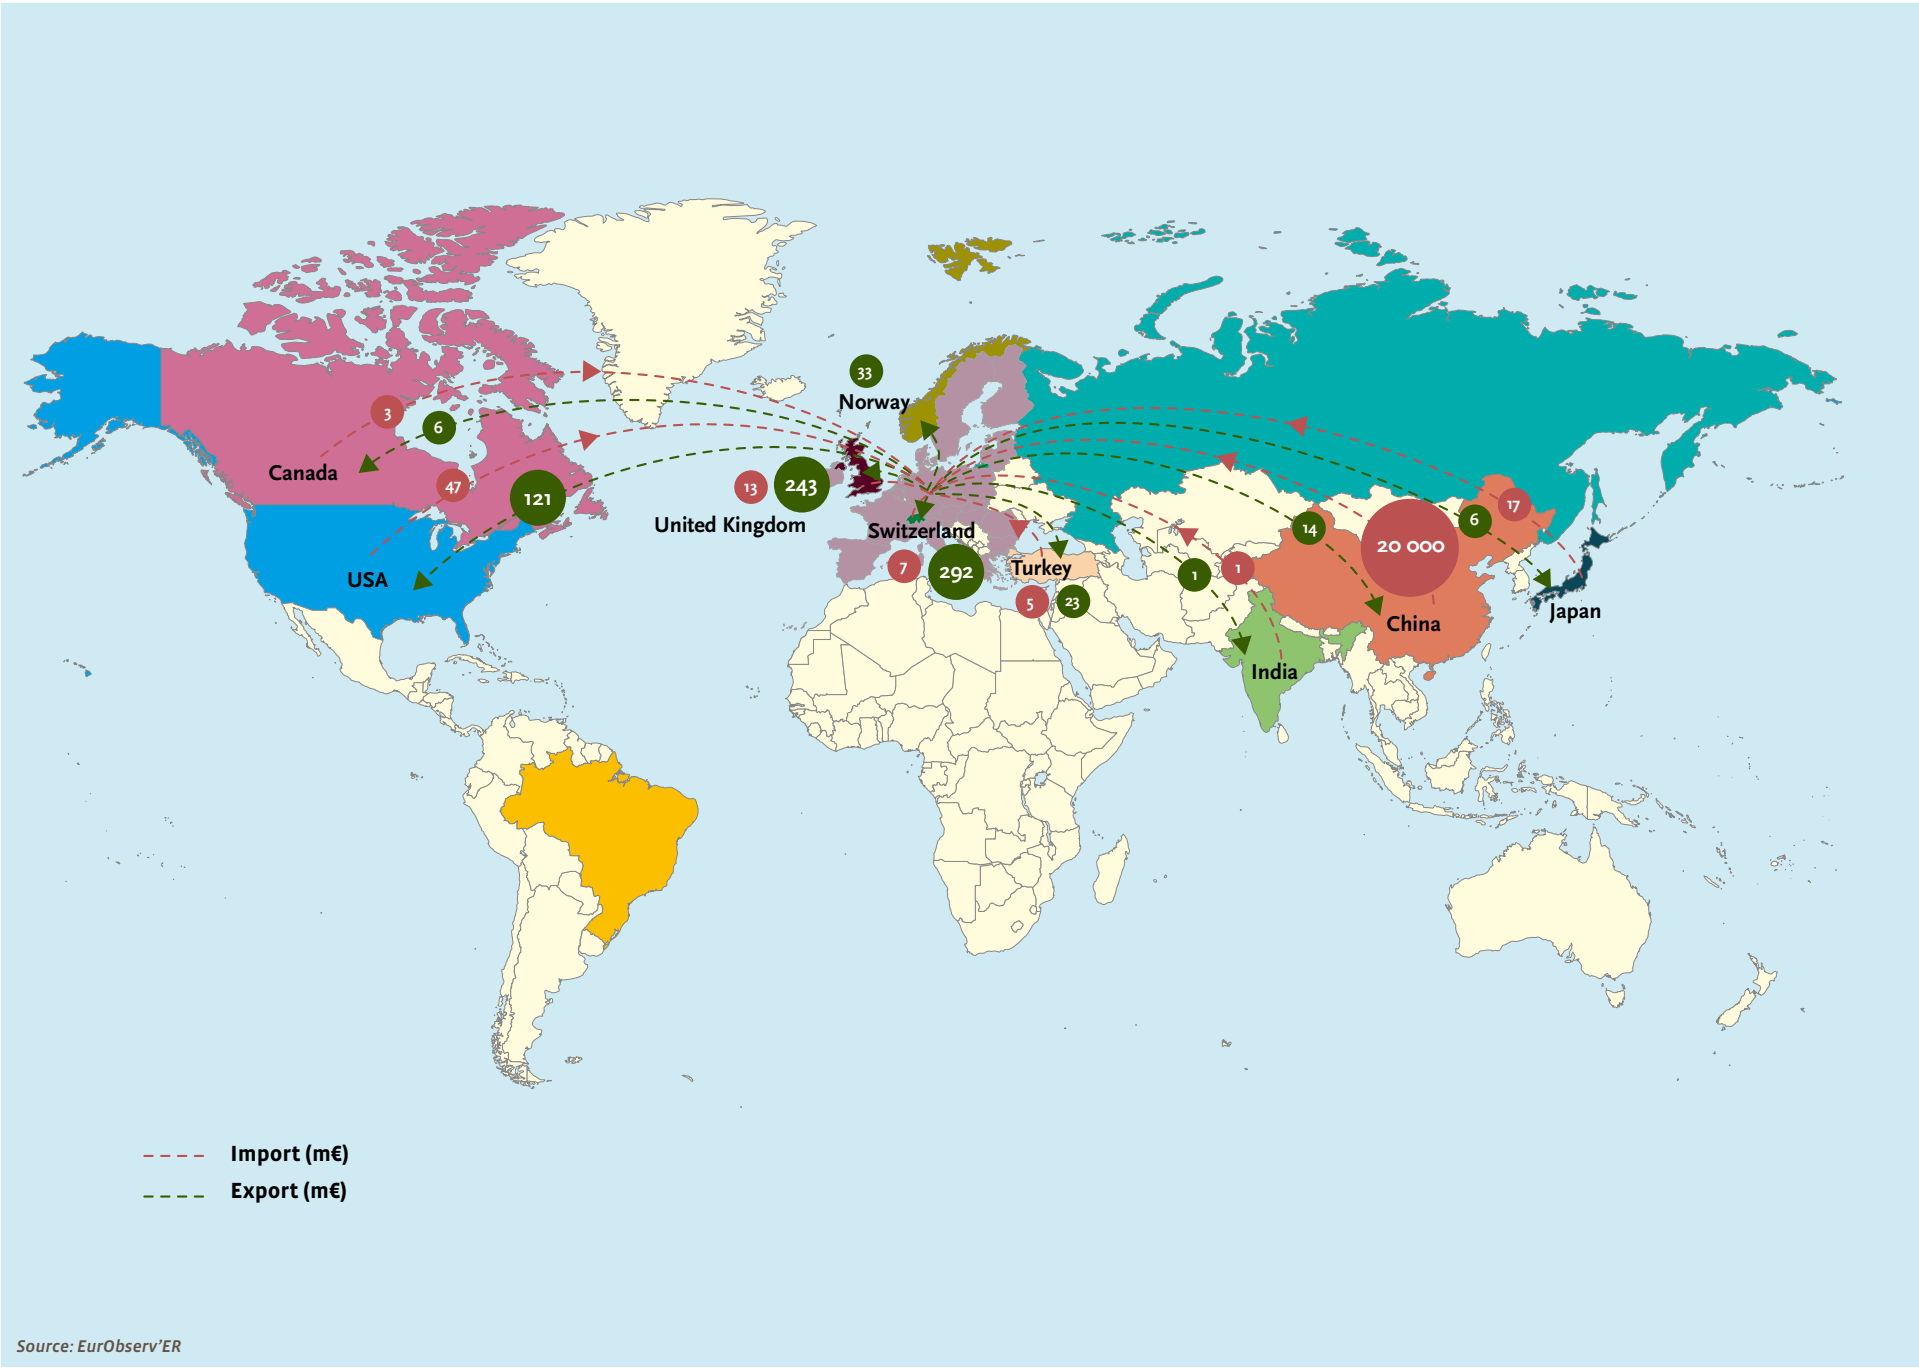 33
Norway
3
6
Canada
47
121
13
243
United Kingdom
Switzerland
7
292
Turkey
5
23
1
1
14
20 000
6
17
Japan
China
India
USA
Import (m€)
Export (m€)
Source: EurObserv'ER